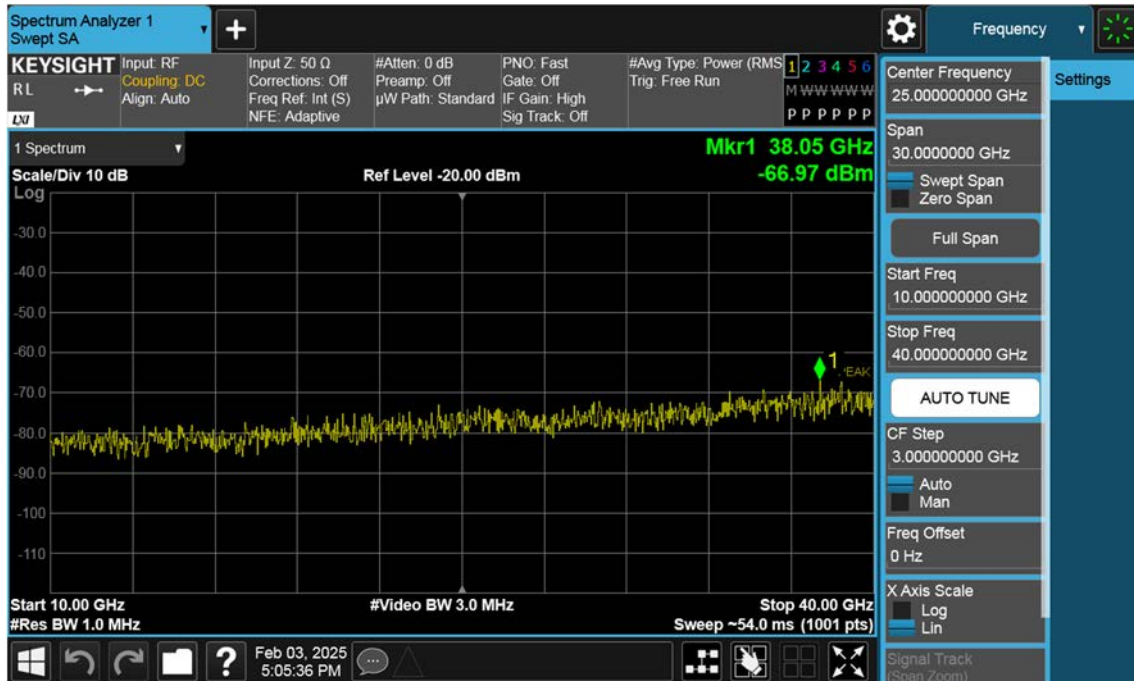 Spectrum Analyzer 1
Swept SA
+
Frequency
KEYSIGHT
RL
LXI
Input: RF
Coupling: DC
Align: Auto
Input Z: 50 Ω
Corrections: Off
Freq Ref: Int (S)
NFE: Adaptive
#Atten: 0 dB
Preamp: Off
µW Path: Standard
PNO: Fast
Gate: Off
IF Gain: High
Sig Track: Off
#Avg Type: Power (RMS
Trig: Free Run
1 2 3 4 5 6
M W W W W W
P P P P P P
1 Spectrum
Scale/Div 10 dB
Ref Level -20.00 dBm
Mkr1 38.05 GHz
-66.97 dBm
Log
-30.0
-40.0
-50.0
-60.0
-70.0
-80.0
-90.0
-100
-110
1
Start 10.00 GHz
#Video BW 3.0 MHz
Stop 40.00 GHz
#Res BW 1.0 MHz
Sweep ~54.0 ms (1001 pts)
?
Feb 03, 2025
5:05:36 PM
Center Frequency
25.000000000 GHz
Span
30.0000000 GHz
Swept Span
Zero Span
Full Span
Start Freq
10.000000000 GHz
Stop Freq
40.000000000 GHz
AUTO TUNE
CF Step
3.000000000 GHz
Auto
Man
Freq Offset
0 Hz
X Axis Scale
Log
Lin
Signal Track
(Span Zoom)
Settings